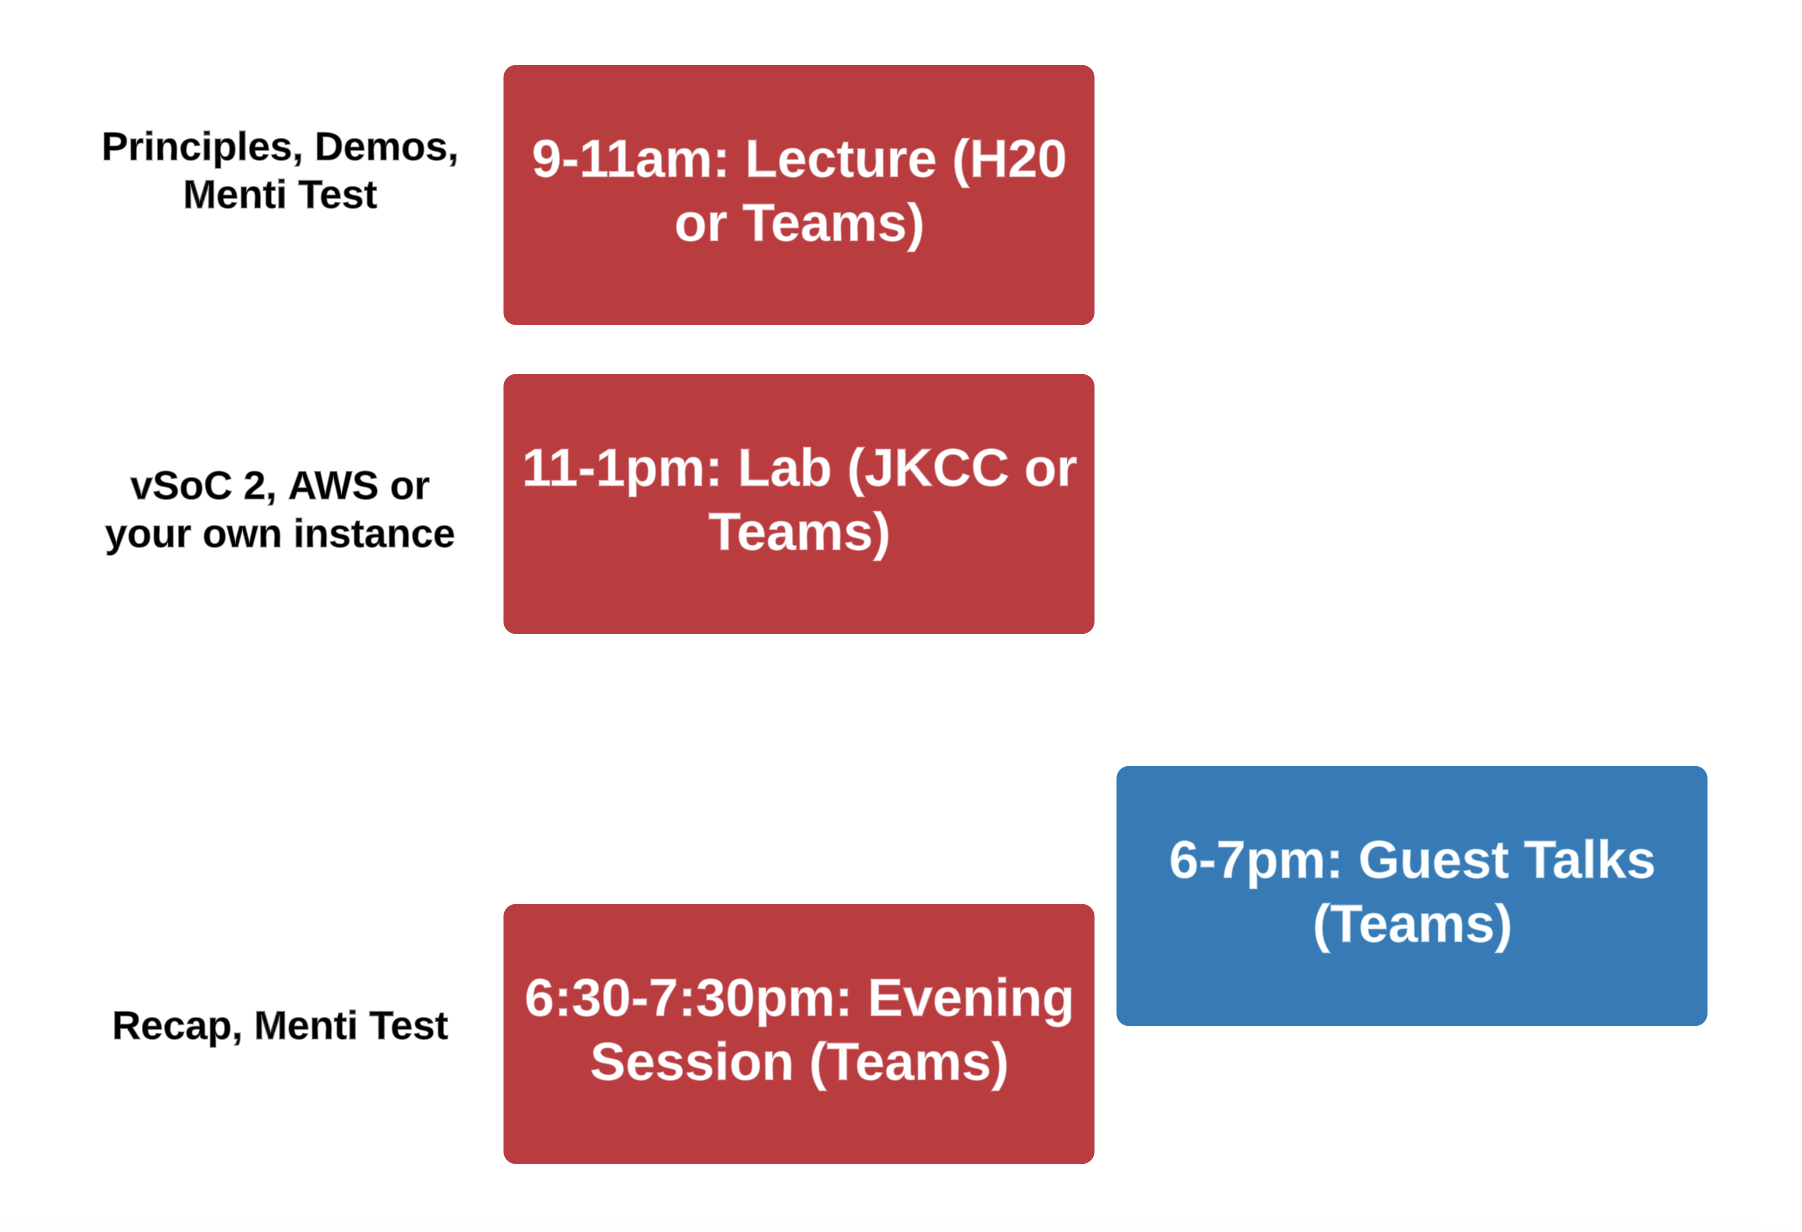 Principles, Demos,
Menti Test
9-11am: Lecture (H20
or Teams)
vSoC 2, AWS or
your own instance
11-1pm: Lab (JKCC or
Teams)
6-7pm: Guest Talks
(Teams)
Recap, Menti Test
6:30-7:30pm: Evening
Session (Teams)